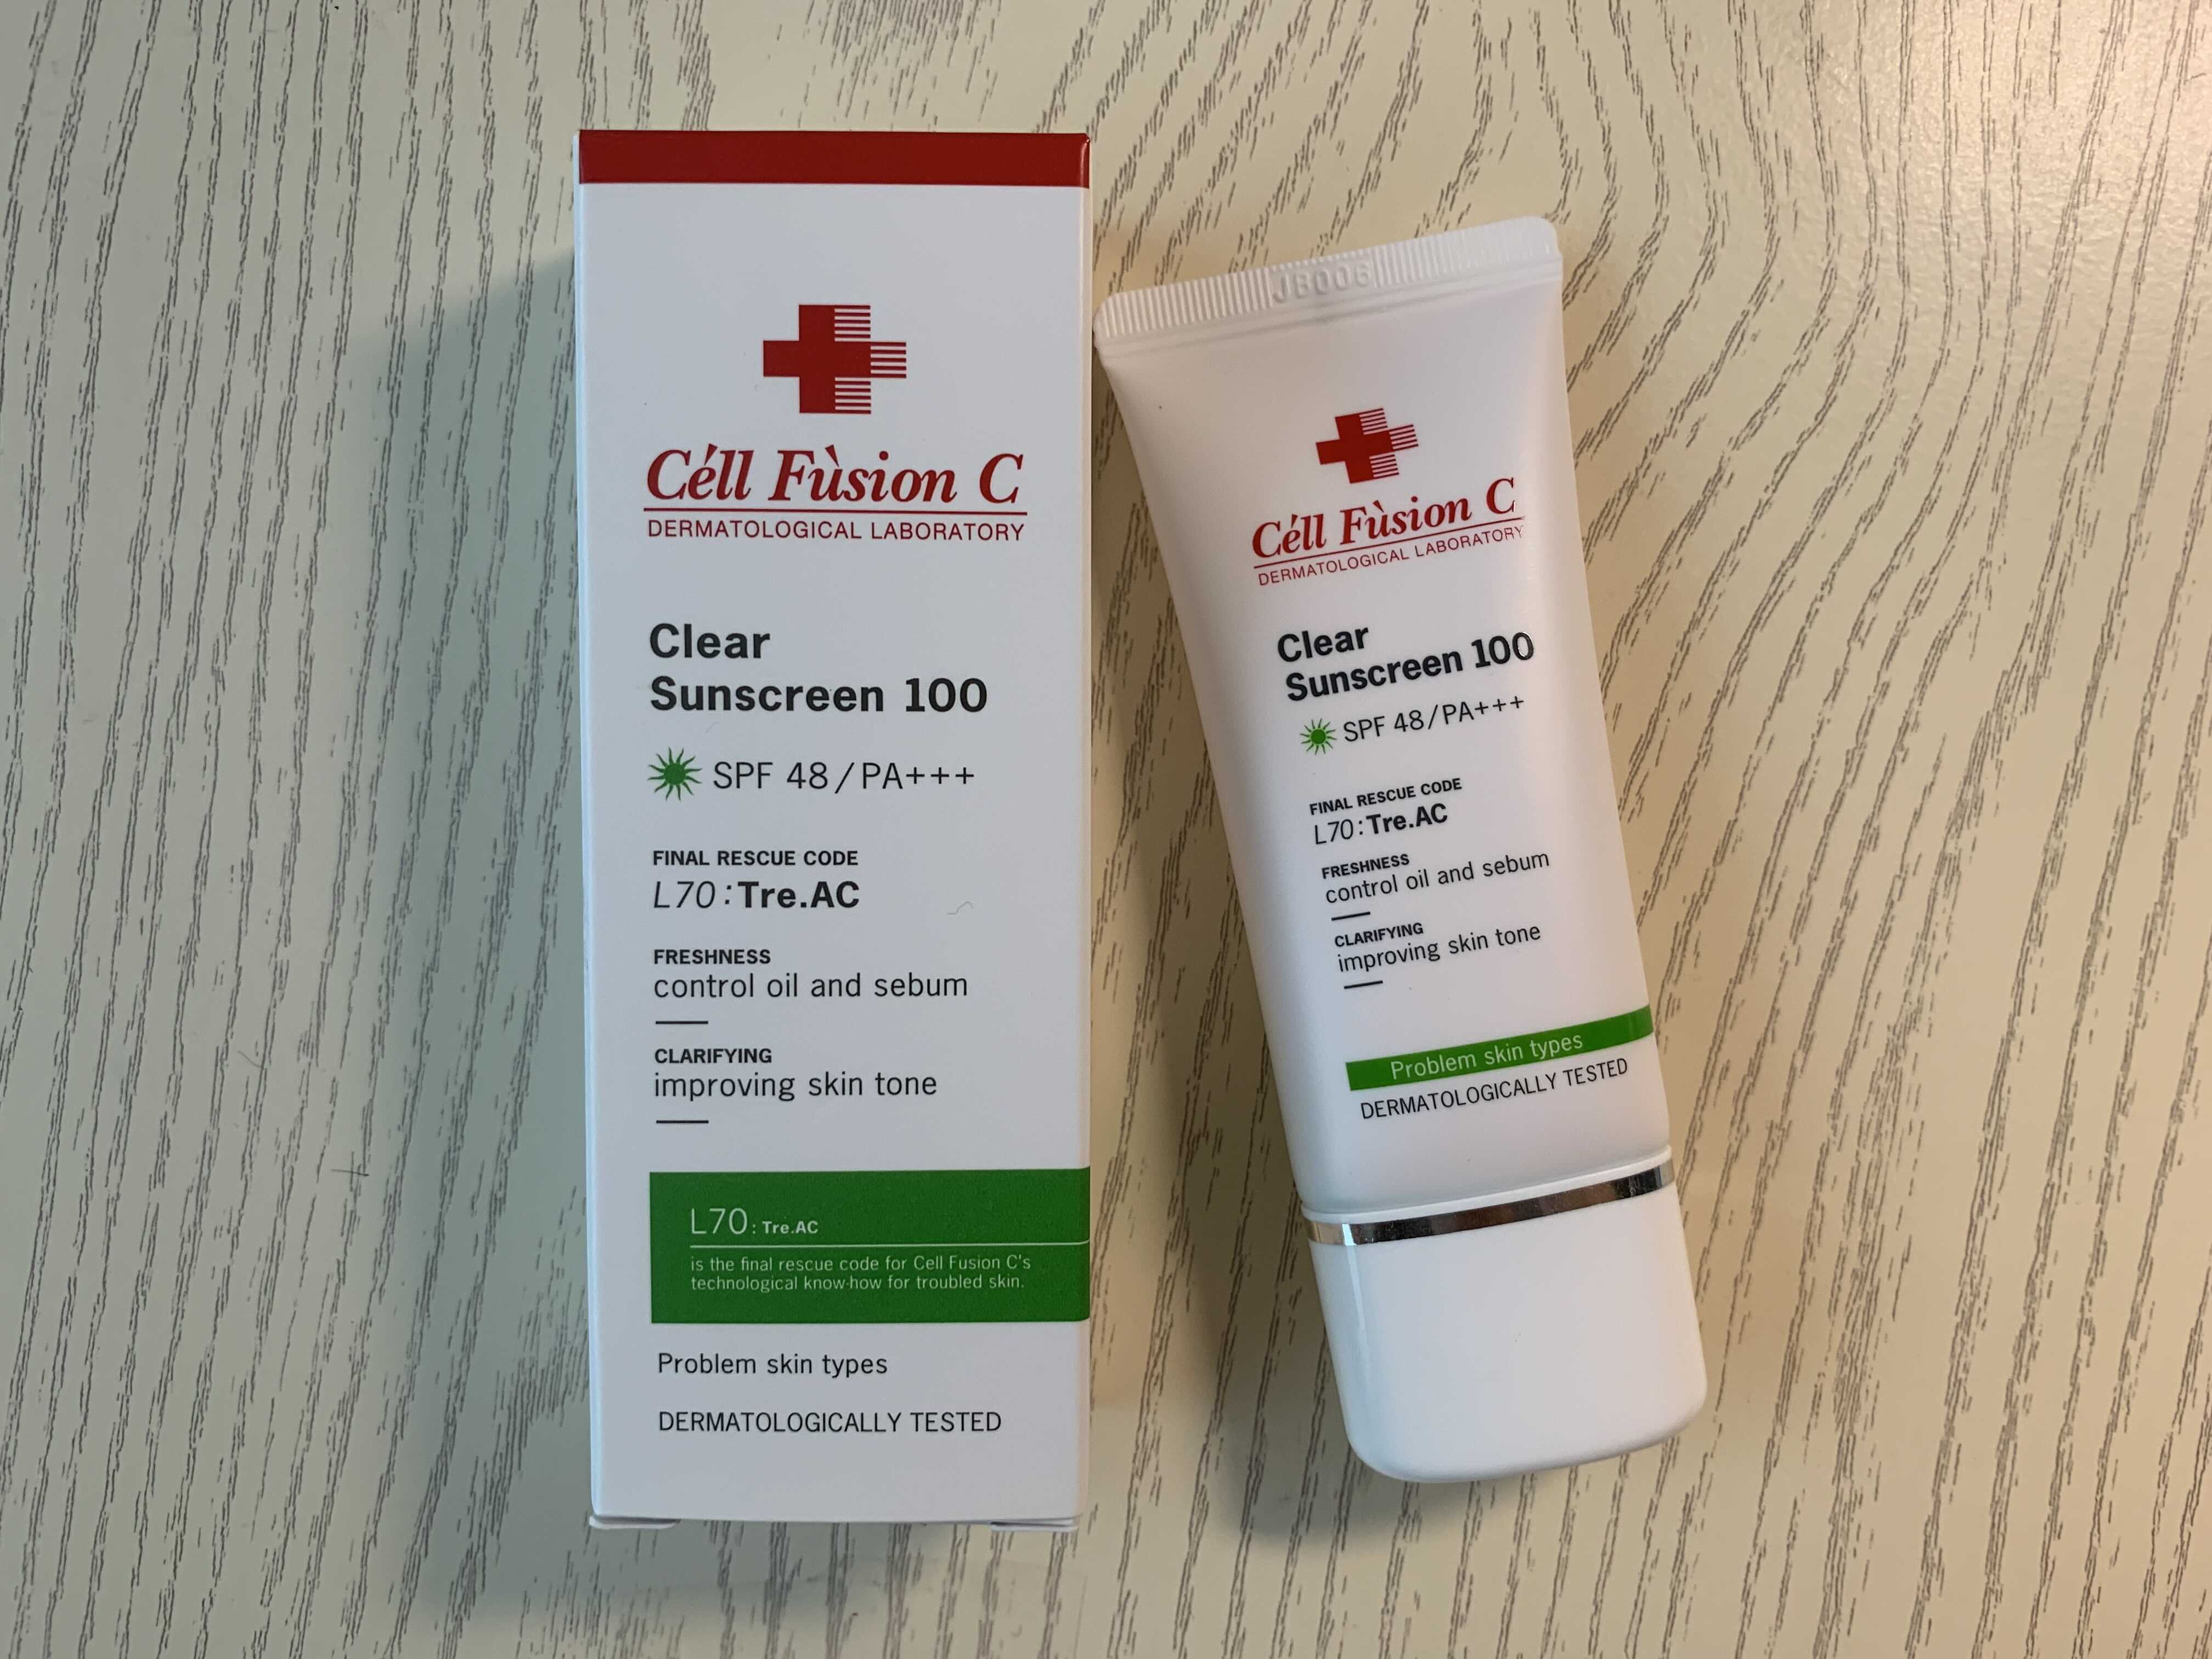 Céll Fùsion C
DERMATOLOGICAL LABORATORY
Clear
Sunscreen 100
SPF 48/PA+++
FINAL RESCUE CODE
L70:Tre.AC
FRESHNESS
control oil and sebum
CLARIFYING
improving skin tone
L70: Tre.AC
is the final rescue code for Cell Fusion C's
technological know-how for troubled skin.
Problem skin types
DERMATOLOGICALLY TESTED
JB006
Céll Fùsion C
DERMATOLOGICAL LABORATORY
Clear
Sunscreen 100
SPF 48/PA+++
FINAL RESCUE CODE
L70:Tre.AC
FRESHNESS
control oil and sebum
CLARIFYING
improving skin tone
Problem skin types
DERMATOLOGICALLY TESTED